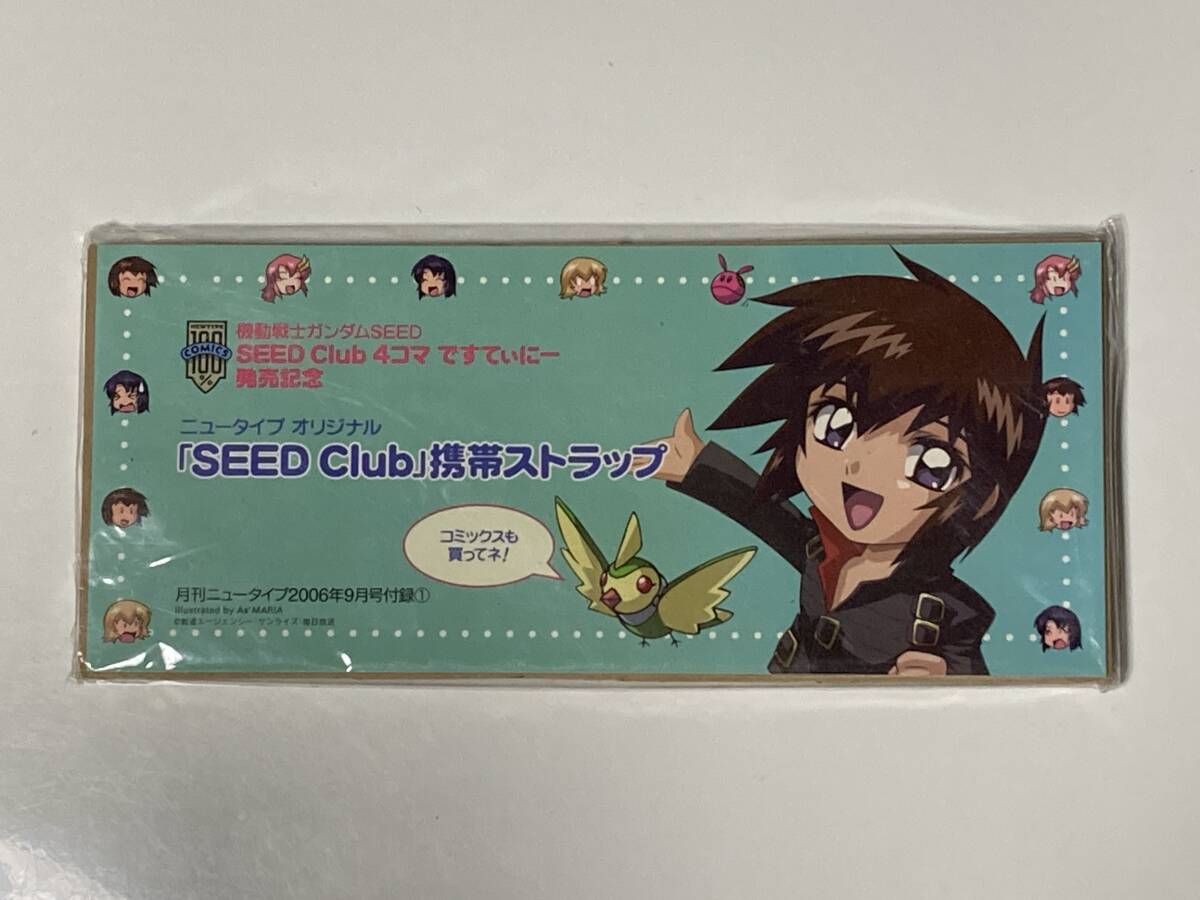 NEWTYPE
100
COMICS
100
%
機動戦士ガンダムSEED
SEED Club 4コマ ですてぃにー
発売記念
ニュータイプ オリジナル
「SEED Club」携帯ストラップ
コミックスも
買ってネ!
月刊ニュータイプ2006年9月号付録①
Illustrated by As'MARIA
©創通エージェンシー・サンライズ・毎日放送